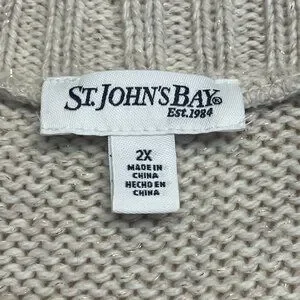 ST. JOHN'S BAY®
Est. 1984
2X
MADE IN
CHINA
HECHO EN
CHINA